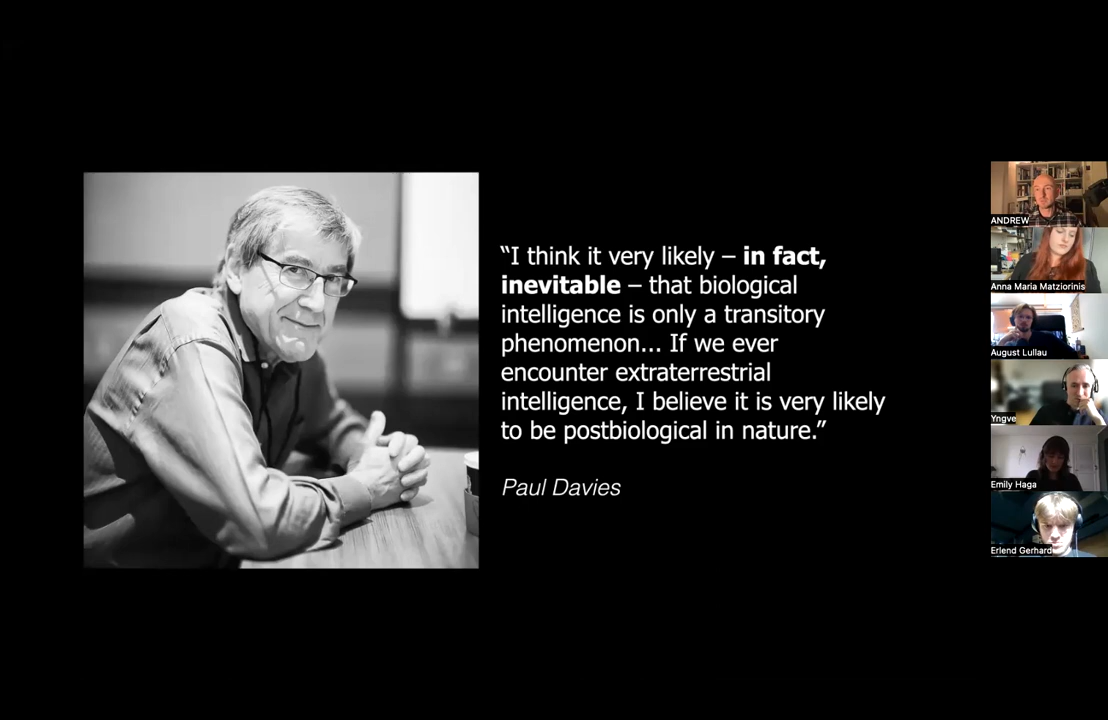 “I think it very likely – in fact,
inevitable – that biological
intelligence is only a transitory
phenomenon... If we ever
encounter extraterrestrial
intelligence, I believe it is very likely
to be postbiological in nature.”
Paul Davies
ANDREW
Anna Maria Matziorinis
August Lullau
Yngve
Emily Haga
Erlend Gerhard